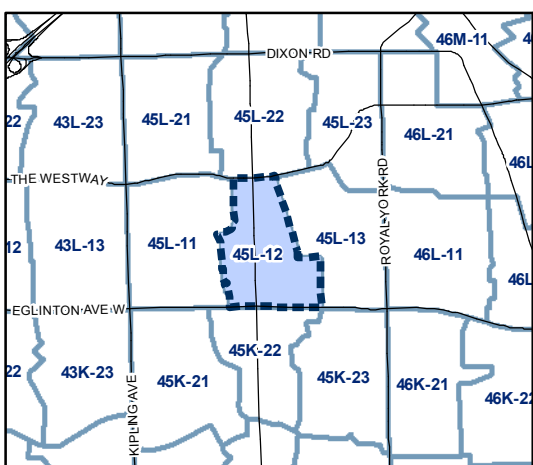 46M-11
4
DIXON RD
22
43L-23
45L-21
45L-22
45L-23
46L-21
46L
THE WESTWAY
ROYAL YORK RD
12
43L-13
45L-11
45L-12
45L-13
46L-11
46L
EGLINTON AVE W
22
43K-23
45K-21
45K-22
45K-23
46K-21
46K-22
KIPLING AVE